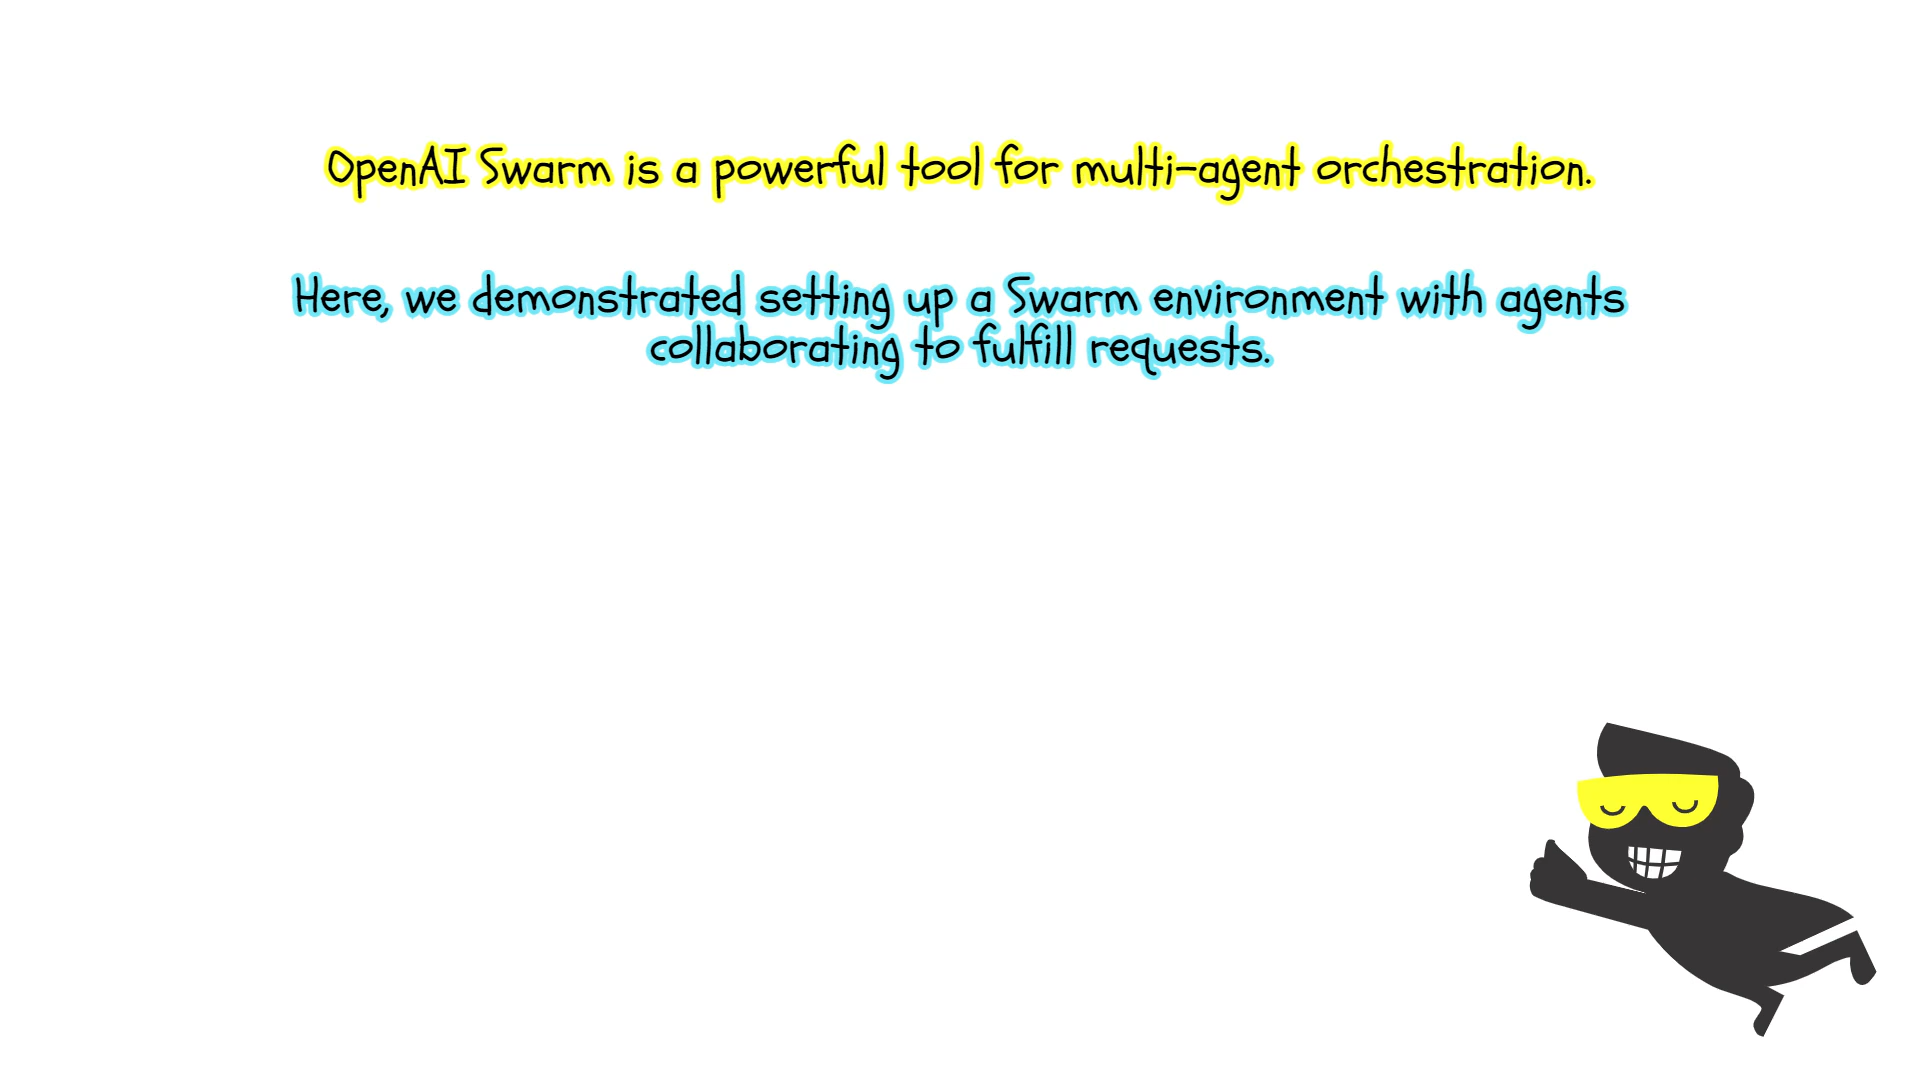 OpenAI Swarm is a powerful tool for multi-agent orchestration.
Here, we demonstrated setting up a Swarm environment with agents
collaborating to fulfill requests.